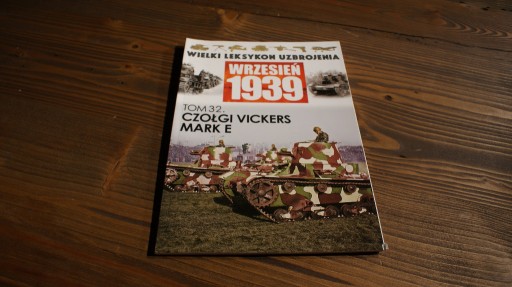 WIELKI LEKSYKON UZBROJENIA
WRZESIEŃ
1939
TOM 32.
CZOŁGI VICKERS
MARK E